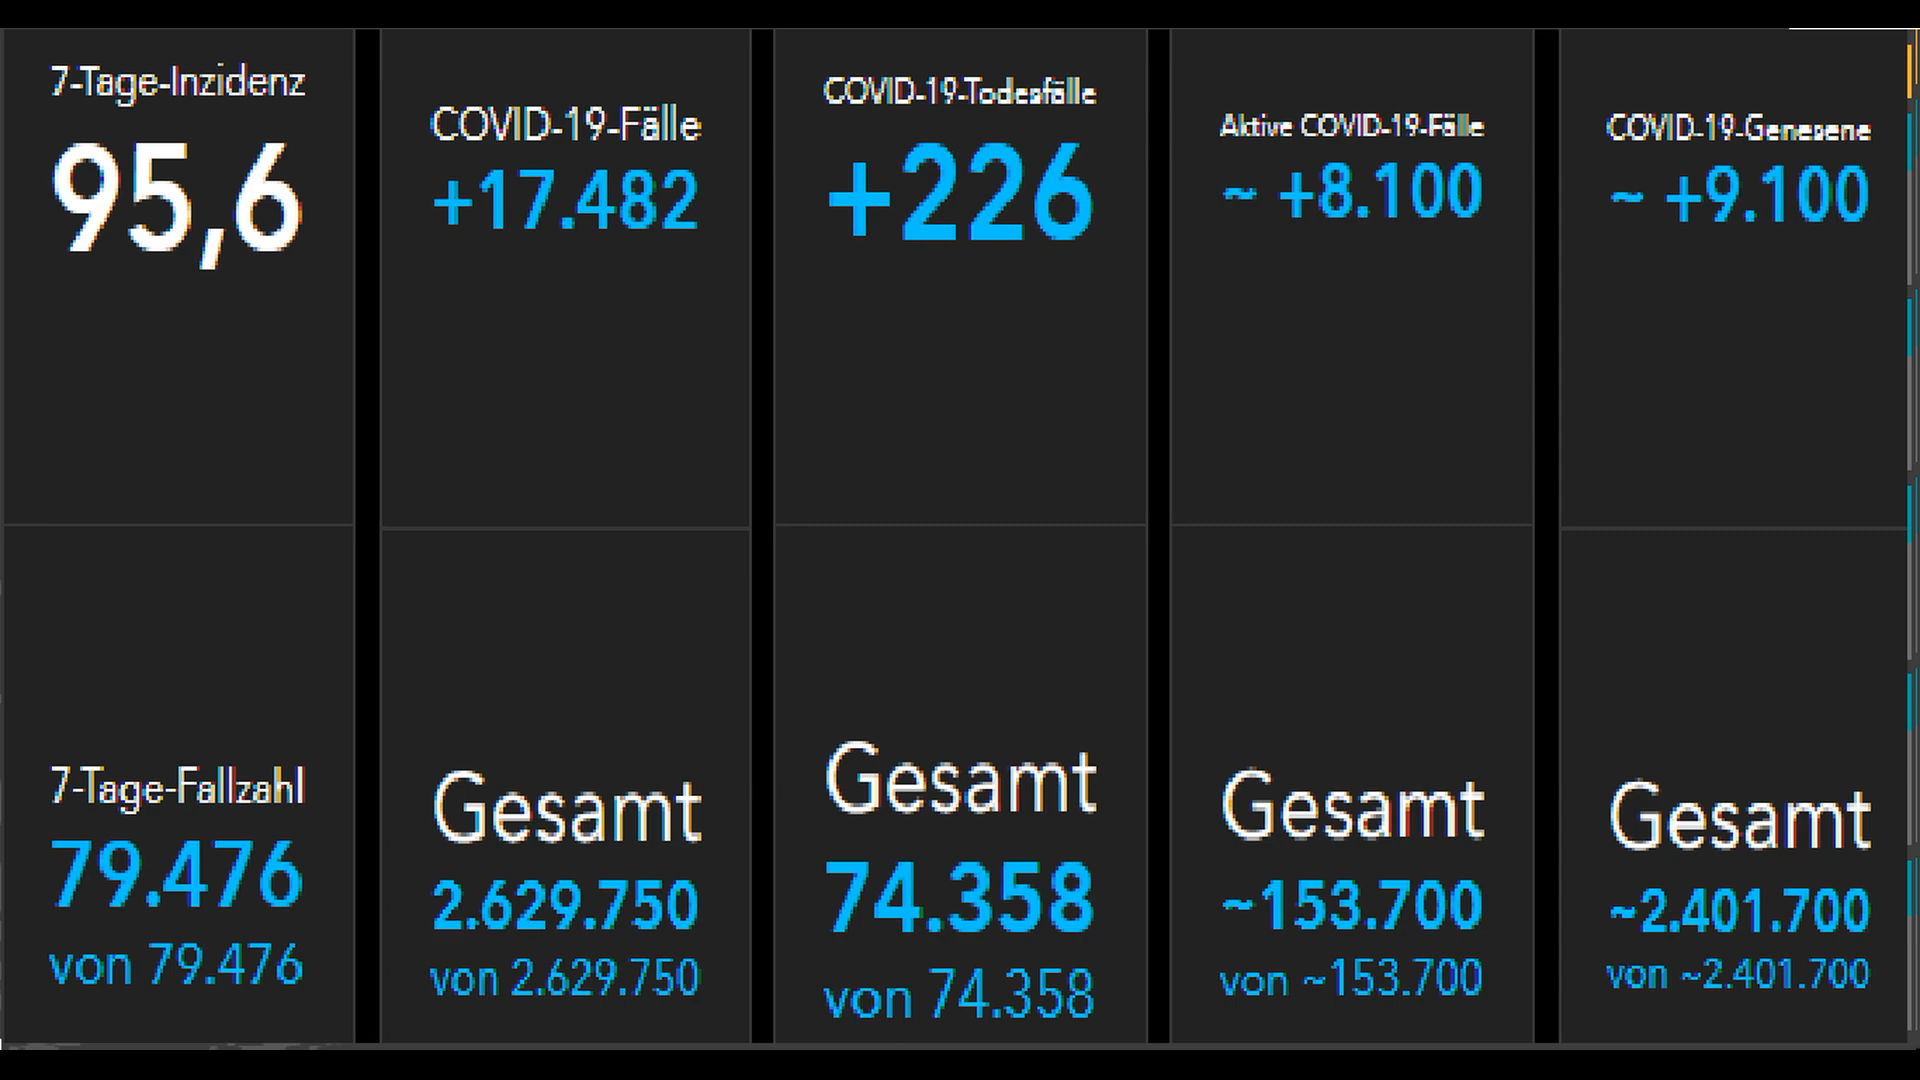 7-Tage-Inzidenz
95,6
7-Tage-Fallzahl
79.476
von 79.476
COVID-19-Fälle
+17.482
Gesamt
2.629.750
von 2.629.750
COVID-19-Todesfälle
+226
Gesamt
74.358
von 74.358
Aktive COVID-19-Fälle
~ +8.100
Gesamt
~153.700
von ~153.700
COVID-19-Genesene
~ +9.100
Gesamt
~2.401.700
von ~2.401.700